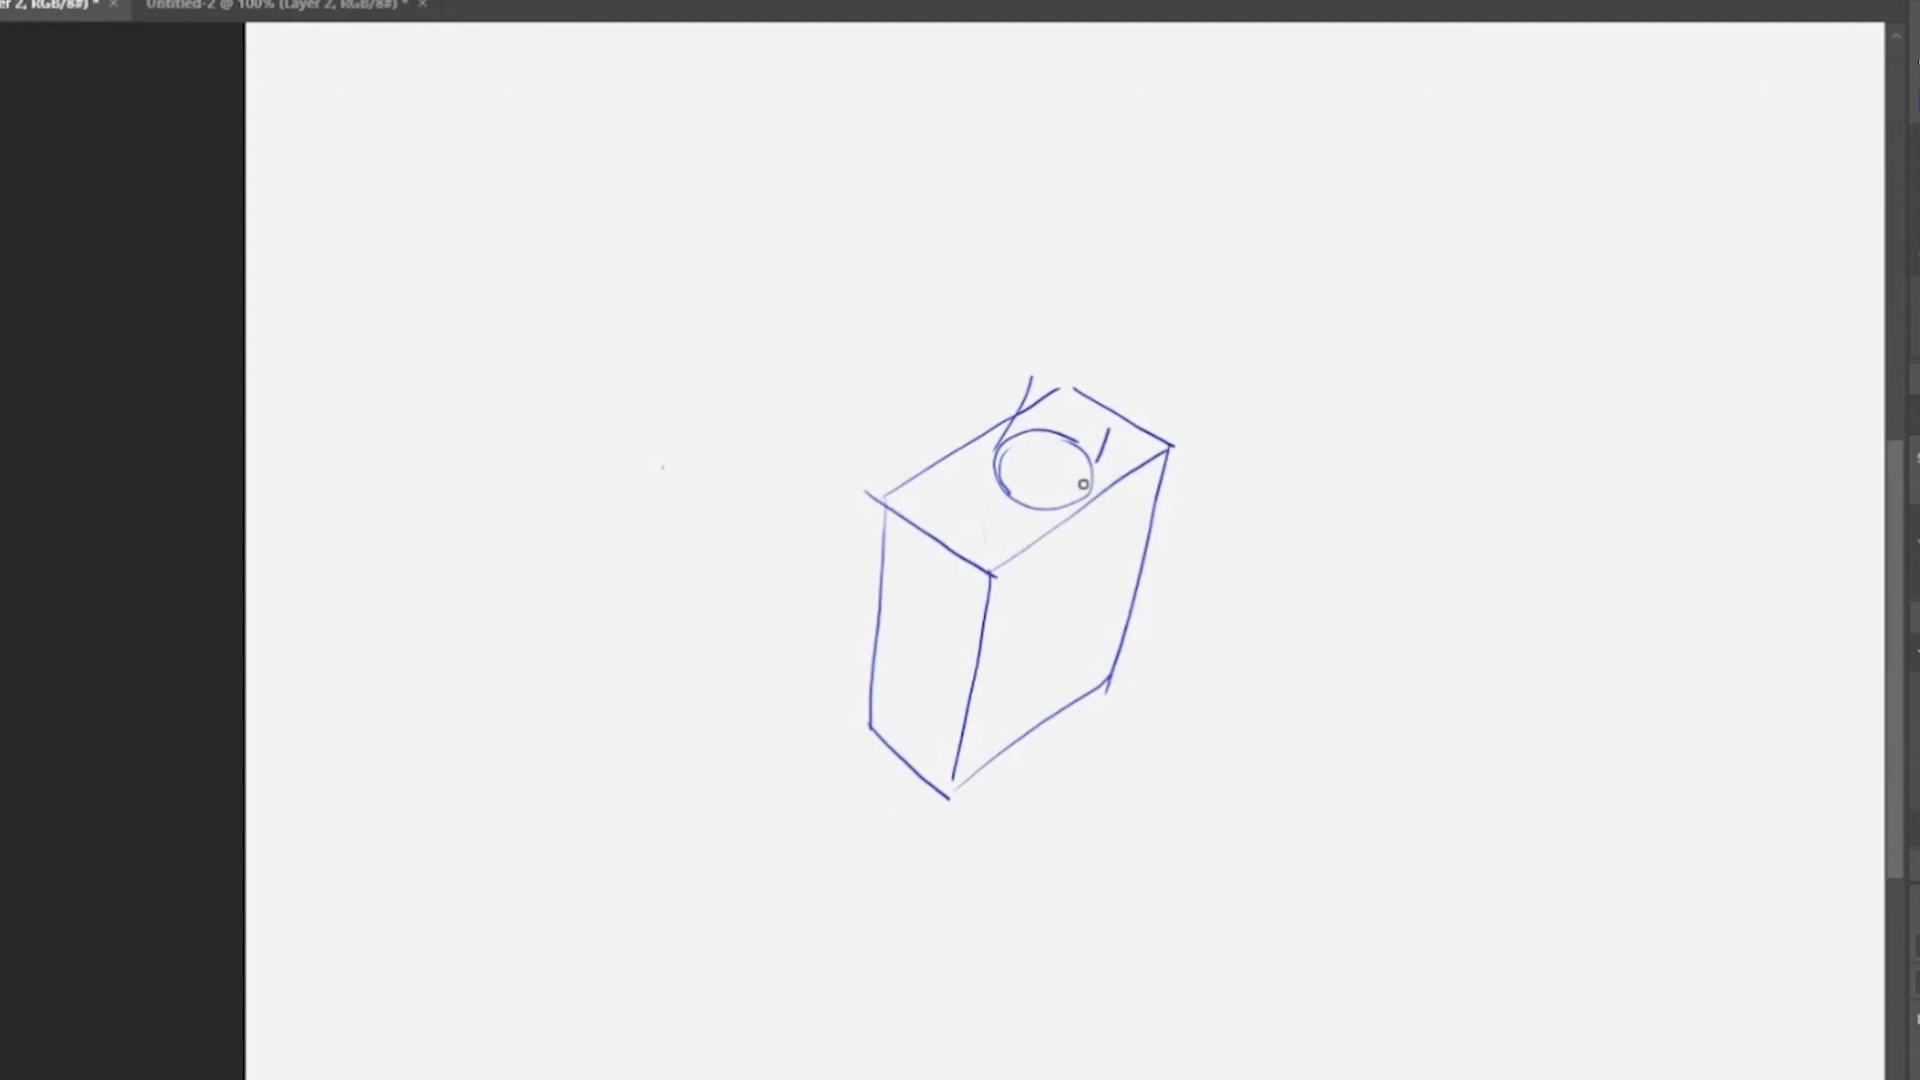 er 2, RGB/8#) * × Untitled-2 @ 100% (Layer 2, RGB/8#) * ×